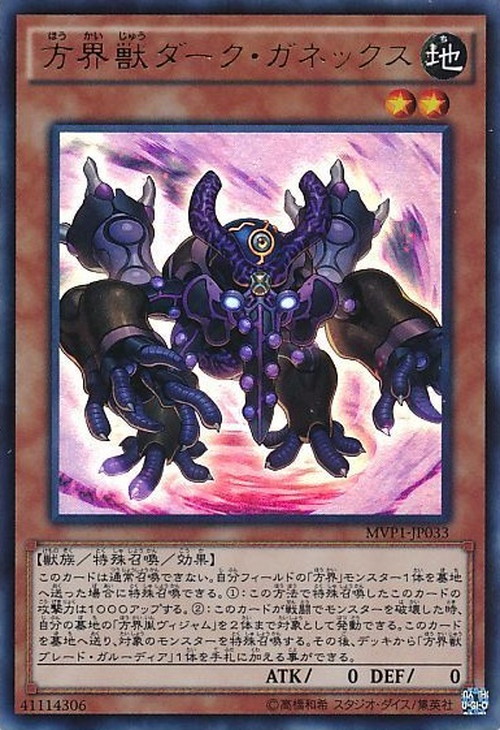 方界獣ダーク・ガネックス
地
MVP1-JP033
【獣族／特殊召喚／効果】
このカードは通常召喚できない。自分フィールドの「方界」モンスター1体を墓地
へ送った場合に特殊召喚できる。①：この方法で特殊召喚したこのカードの
攻撃力は1000アップする。②：このカードが戦闘でモンスターを破壊した時、
自分の墓地の「方界胤ヴィジャム」を2体まで対象として発動できる。このカード
を墓地へ送り、対象のモンスターを特殊召喚する。その後、デッキから「方界獣
ブレード・ガルーディア」1体を手札に加える事ができる。
ATK/ 0 DEF/ 0
41114306 ©高橋和希 スタジオ・ダイス/集英社